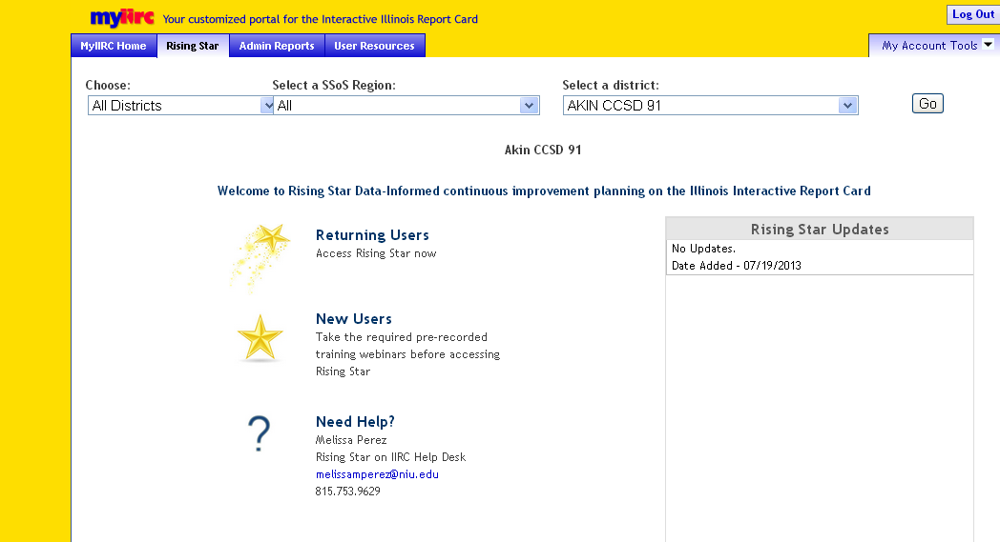 myiirc Your customized portal for the Interactive Illinois Report Card
Log Out
MyIIRC Home Rising Star Admin Reports User Resources
My Account Tools
Choose: Select a SSoS Region: Select a district:
All Districts All AKIN CCSD 91 Go
Akin CCSD 91
Welcome to Rising Star Data-Informed continuous improvement planning on the Illinois Interactive Report Card
Returning Users
Access Rising Star now
New Users
Take the required pre-recorded
training webinars before accessing
Rising Star
Need Help?
Melissa Perez
Rising Star on IIRC Help Desk
melissamperez@niu.edu
815.753.9629
Rising Star Updates
No Updates.
Date Added - 07/19/2013